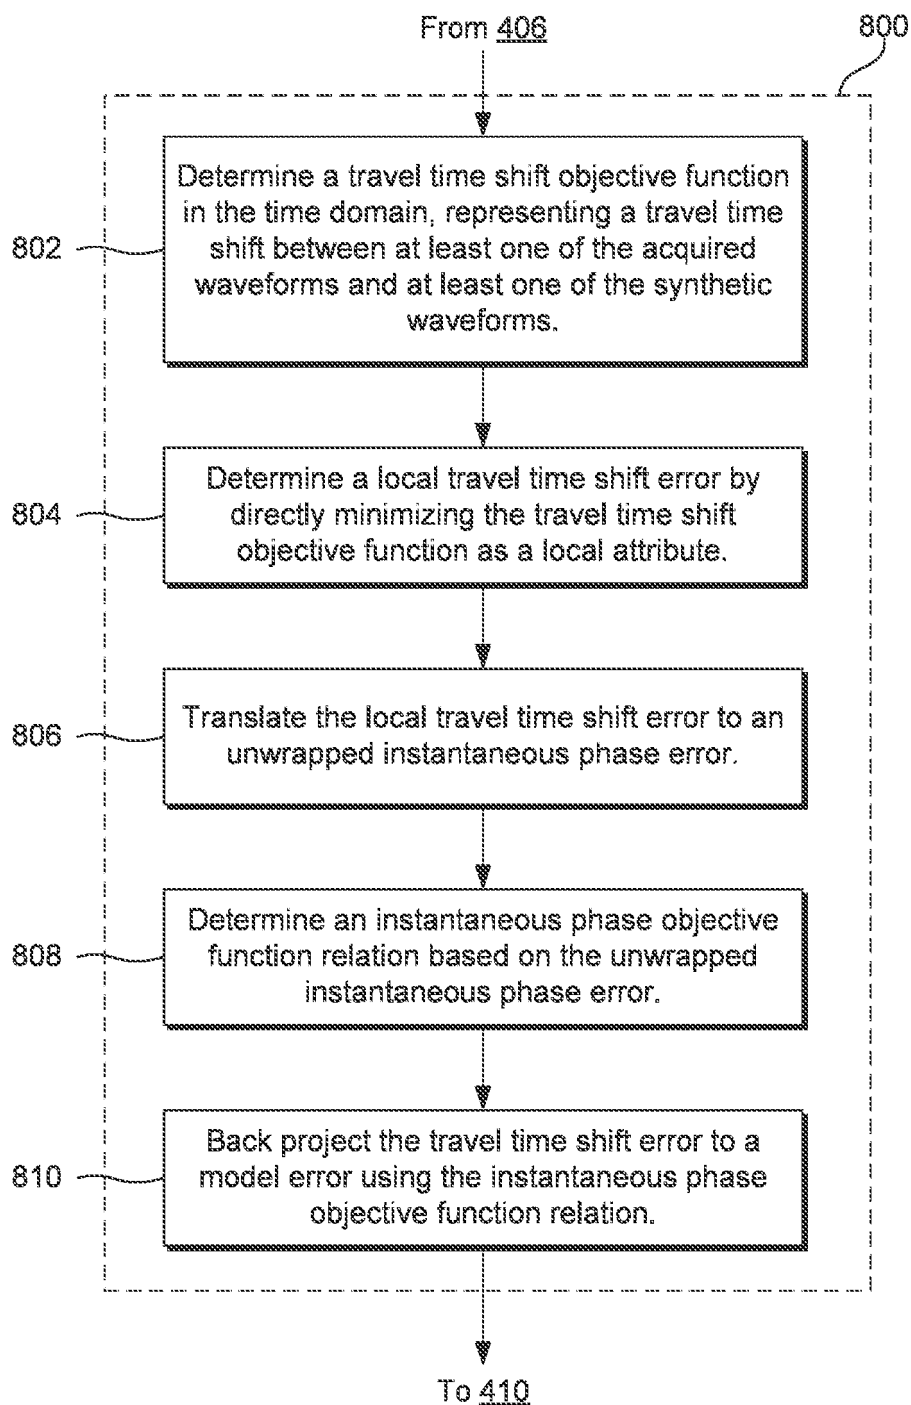 From 406
800
802
Determine a travel time shift objective function
in the time domain, representing a travel time
shift between at least one of the acquired
waveforms and at least one of the synthetic
waveforms.
804
Determine a local travel time shift error by
directly minimizing the travel time shift
objective function as a local attribute.
806
Translate the local travel time shift error to an
unwrapped instantaneous phase error.
808
Determine an instantaneous phase objective
function relation based on the unwrapped
instantaneous phase error.
810
Back project the travel time shift error to a
model error using the instantaneous phase
objective function relation.
To 410